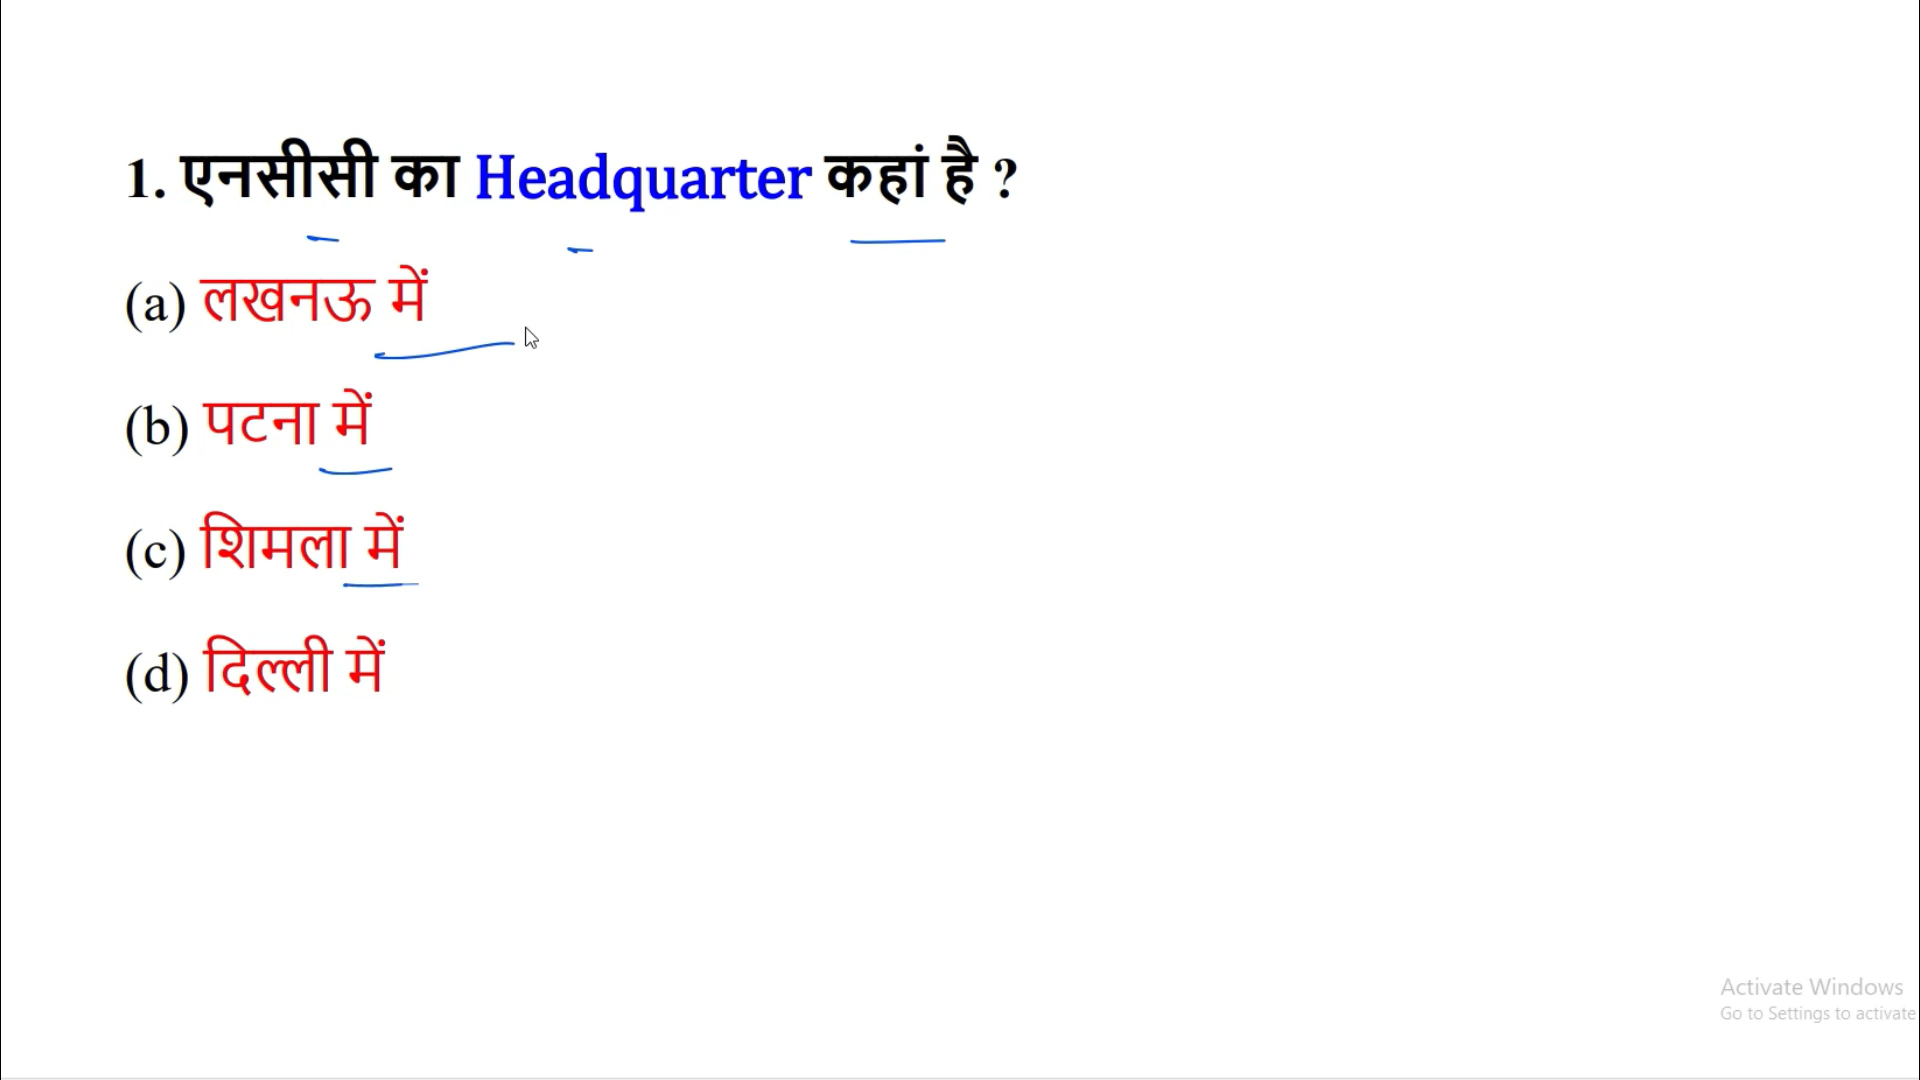 1. एनसीसी का Headquarter कहां है ?
(a) लखनऊ में
(b) पटना में
(c) शिमला में
(d) दिल्ली में
Activate Windows
Go to Settings to activate